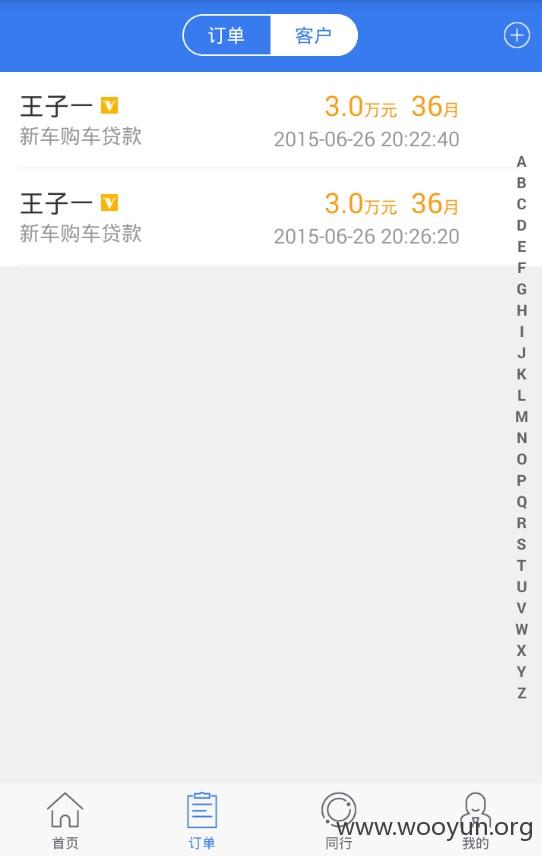 订单 客户
王子一 3.0万元 36月
新车购车贷款 2015-06-26 20:22:40
王子一 3.0万元 36月
新车购车贷款 2015-06-26 20:26:20
A
B
C
D
E
F
G
H
I
J
K
L
M
N
O
P
Q
R
S
T
U
V
W
X
Y
Z
www.wooyun.org
首页 订单 同行 我的